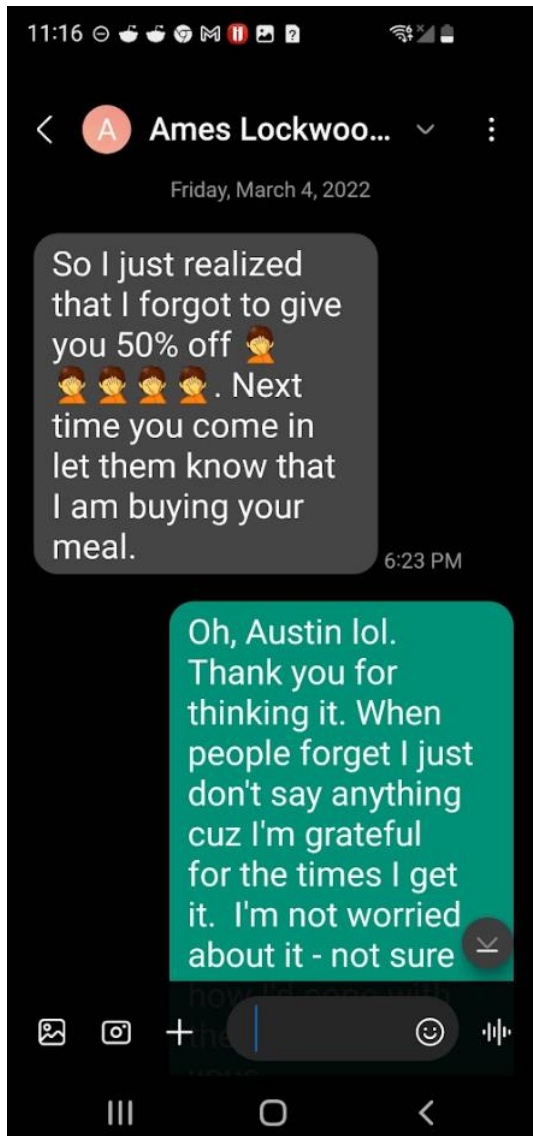 11:16
A Ames Lockwoo...
Friday, March 4, 2022
So I just realized
that I forgot to give
you 50% off 🤦
🤦🤦🤦🤦. Next
time you come in
let them know that
I am buying your
meal.
6:23 PM
Oh, Austin lol.
Thank you for
thinking it. When
people forget I just
don't say anything
cuz I'm grateful
for the times I get
it.  I'm not worried
about it - not sure
how I'd
the